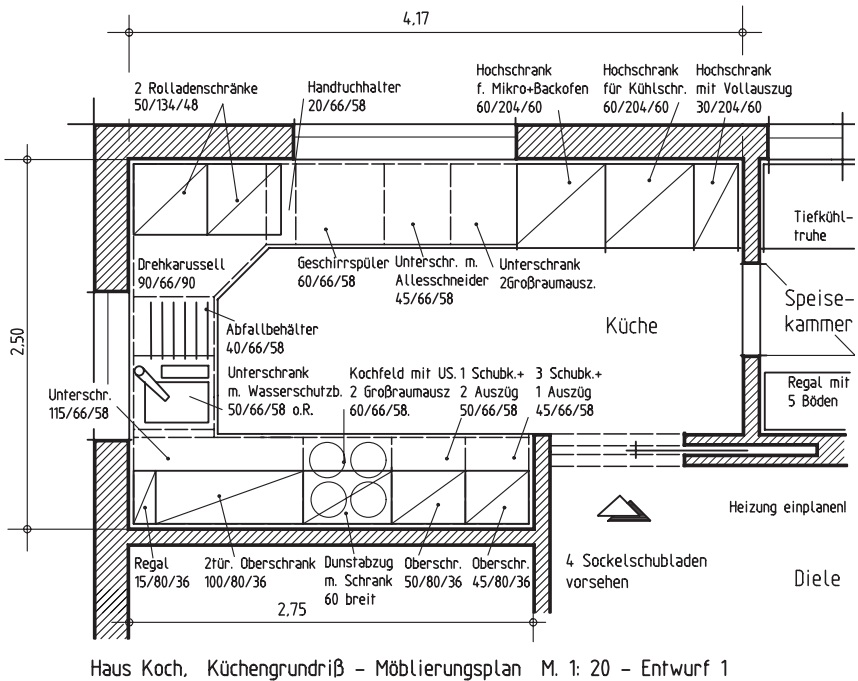 4,17
2 Rolladenschränke
50/134/48
Handtuchhalter
20/66/58
Hochschrank
f. Mikro+Backofen
60/204/60
Hochschrank
für Kühlschr.
60/204/60
Hochschrank
mit Vollauszug
30/204/60
2,50
Drehkarussell
90/66/90
Geschirrspüler
60/66/58
Unterschr. m.
Allesschneider
45/66/58
Unterschrank
2Großraumausz.
Tiefkühl-
truhe
Abfallbehälter
40/66/58
Küche
Speise-
kammer
Unterschr.
115/66/58
Unterschrank
m. Wasserschutzb.
50/66/58 o.R.
Kochfeld mit US.
2 Großraumausz
60/66/58.
1 Schubk.+
2 Auszüg
50/66/58
3 Schubk.+
1 Auszüg
45/66/58
Regal mit
5 Böden
Heizung einplanen!
Regal
15/80/36
2tür. Oberschrank
100/80/36
Dunstabzug
m. Schrank
60 breit
Oberschr.
50/80/36
Oberschr.
45/80/36
4 Sockelschubladen
vorsehen
Diele
2,75
Haus Koch, Küchengrundriß – Möblierungsplan M. 1: 20 – Entwurf 1